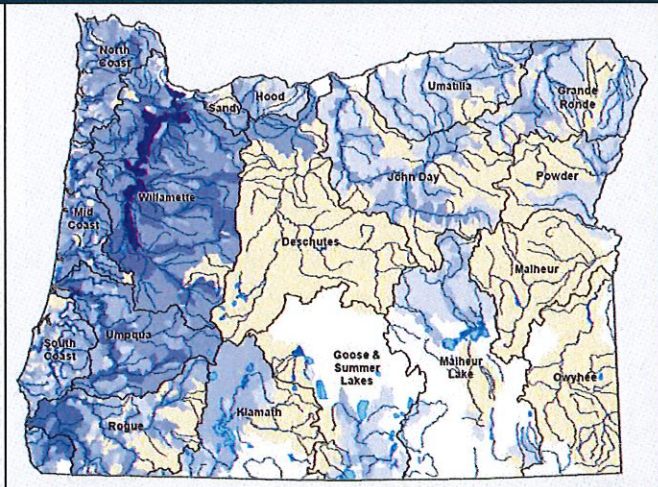 North
Coast
Sandy
Hood
Umatilla
Grande
Ronde
Willamette
John Day
Powder
Mid
Coast
Deschutes
Malheur
South
Coast
Umpqua
Goose &
Summer
Lakes
Malheur
Lake
Owyhee
Rogue
Klamath